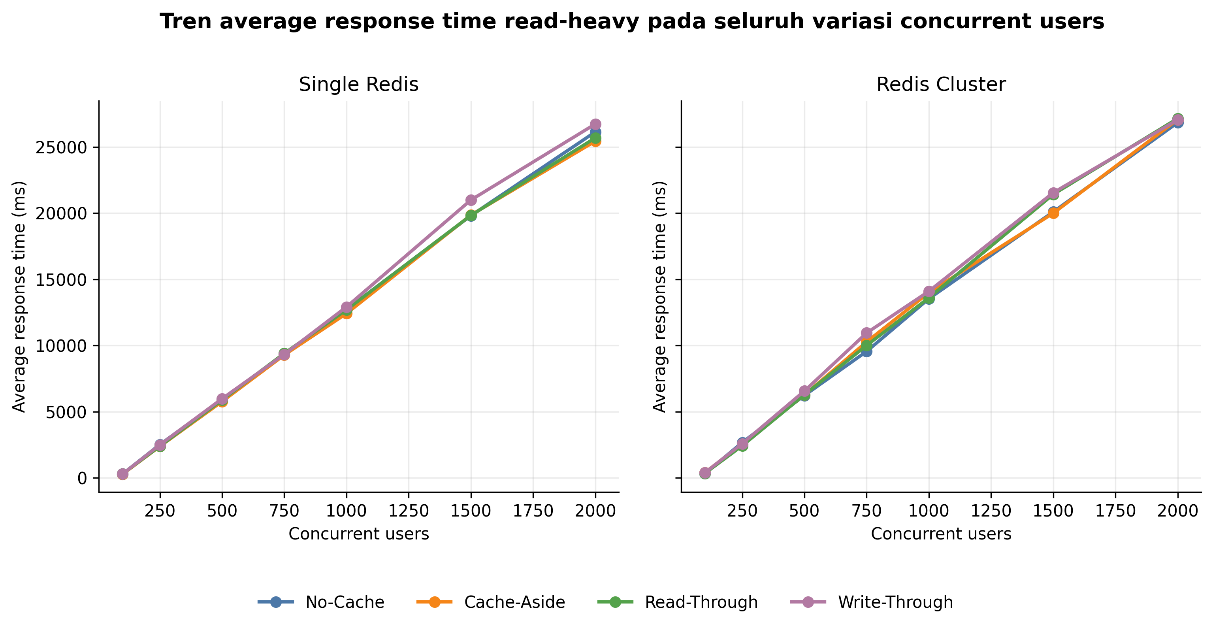 Tren average response time read-heavy pada seluruh variasi concurrent users
Single Redis
Average response time (ms)
25000
20000
15000
10000
5000
0
250 500 750 1000 1250 1500 1750 2000
Concurrent users
Redis Cluster
Average response time (ms)
250 500 750 1000 1250 1500 1750 2000
Concurrent users
No-Cache Cache-Aside Read-Through Write-Through